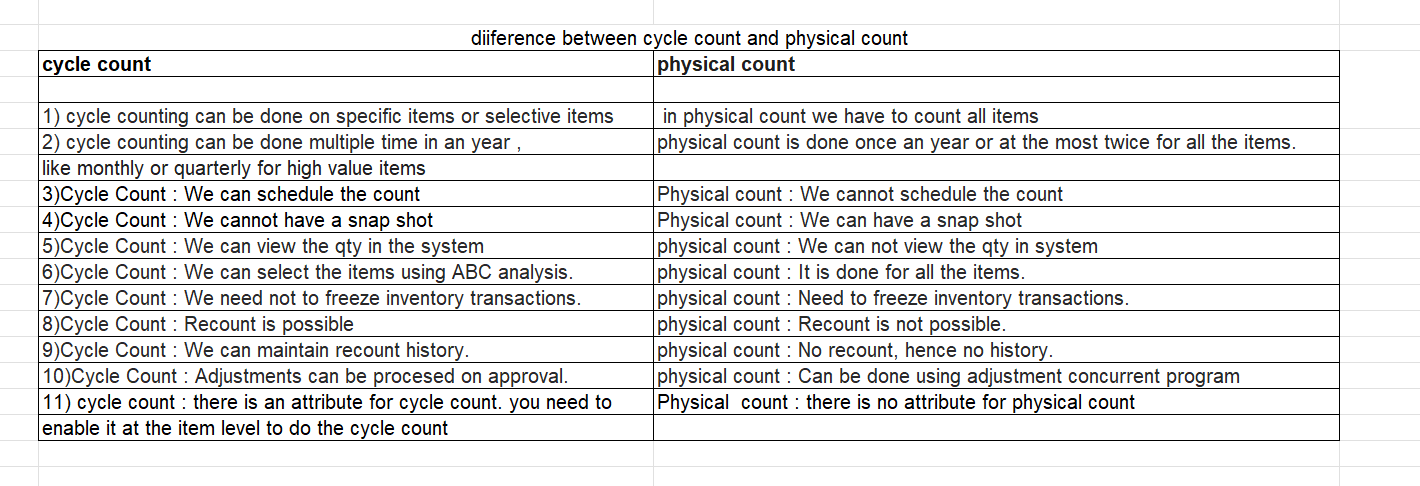 diiference between cycle count and physical count
cycle count physical count
1) cycle counting can be done on specific items or selective items in physical count we have to count all items
2) cycle counting can be done multiple time in an year , physical count is done once an year or at the most twice for all the items.
like monthly or quarterly for high value items
3)Cycle Count : We can schedule the count Physical count : We cannot schedule the count
4)Cycle Count : We cannot have a snap shot Physical count : We can have a snap shot
5)Cycle Count : We can view the qty in the system physical count : We can not view the qty in system
6)Cycle Count : We can select the items using ABC analysis. physical count : It is done for all the items.
7)Cycle Count : We need not to freeze inventory transactions. physical count : Need to freeze inventory transactions.
8)Cycle Count : Recount is possible physical count : Recount is not possible.
9)Cycle Count : We can maintain recount history. physical count : No recount, hence no history.
10)Cycle Count : Adjustments can be procesed on approval. physical count : Can be done using adjustment concurrent program
11) cycle count : there is an attribute for cycle count. you need to Physical  count : there is no attribute for physical count
enable it at the item level to do the cycle count